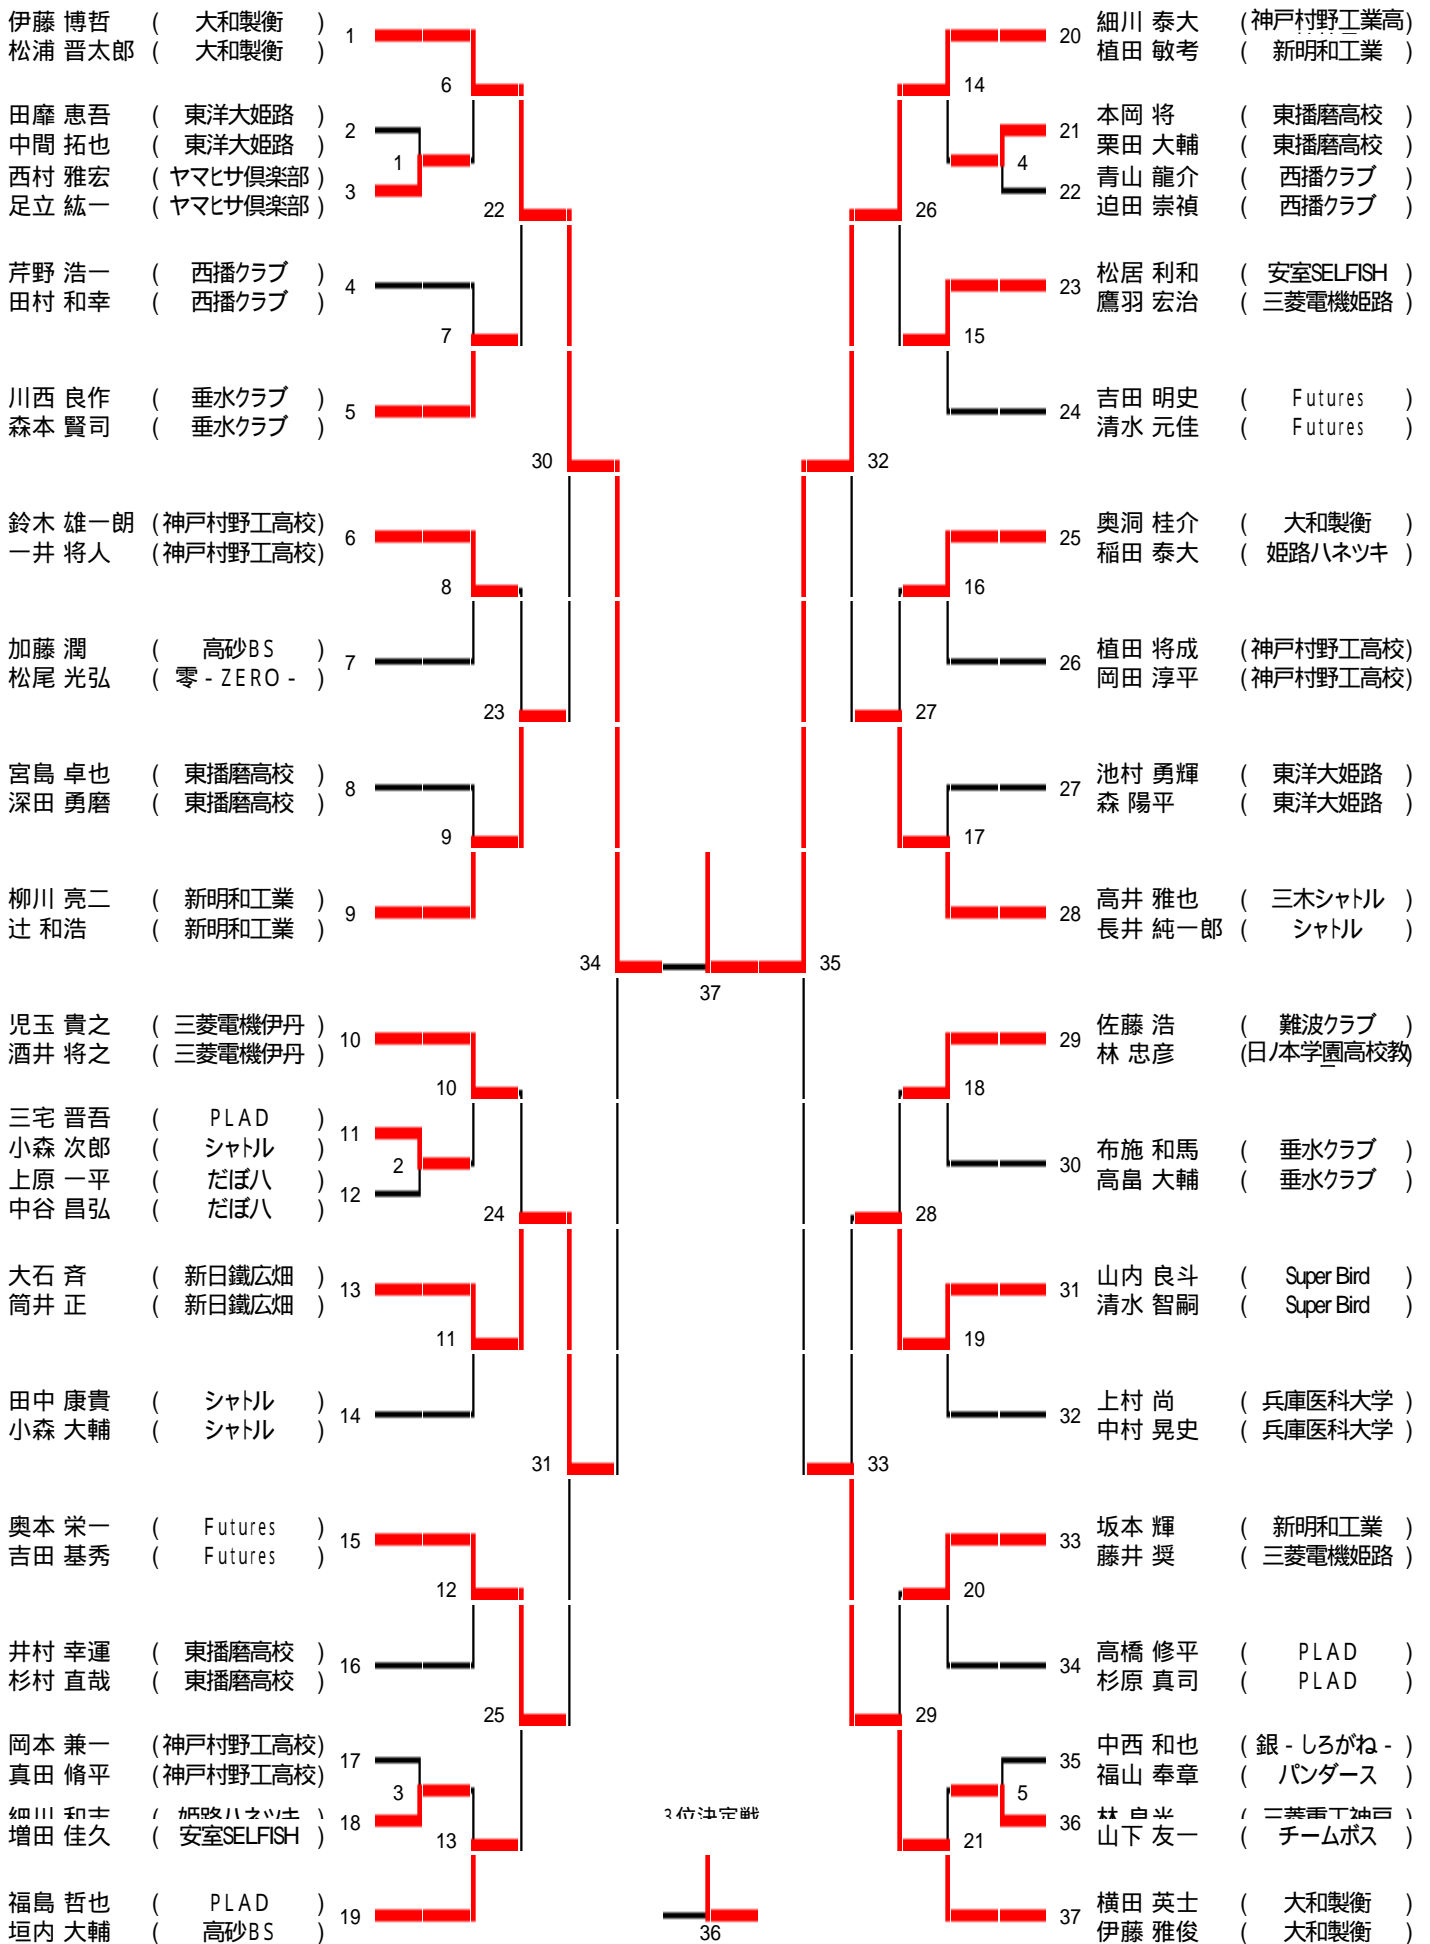 伊藤 博哲 ( 大和製衡 ) 1
松浦 晋太郎 ( 大和製衡 )
6
田靡 恵吾 ( 東洋大姫路 ) 2
中間 拓也 ( 東洋大姫路 )
1
西村 雅宏 ( ヤマヒサ倶楽部 ) 3
足立 紘一 ( ヤマヒサ倶楽部 )
22
芹野 浩一 ( 西播クラブ ) 4
田村 和幸 ( 西播クラブ )
7
川西 良作 ( 垂水クラブ ) 5
森本 賢司 ( 垂水クラブ )
30
鈴木 雄一朗 (神戸村野工高校) 6
一井 将人 (神戸村野工高校)
8
加藤 潤 ( 高砂BS ) 7
松尾 光弘 ( 零 - ZERO - )
23
宮島 卓也 ( 東播磨高校 ) 8
深田 勇磨 ( 東播磨高校 )
9
柳川 亮二 ( 新明和工業 ) 9
辻 和浩 ( 新明和工業 )
34
児玉 貴之 ( 三菱電機伊丹 ) 10
酒井 将之 ( 三菱電機伊丹 )
10
三宅 晋吾 ( PLAD ) 11
小森 次郎 ( シャトル )
2
上原 一平 ( だぼ八 ) 12
中谷 昌弘 ( だぼ八 )
24
大石 斉 ( 新日鐵広畑 ) 13
筒井 正 ( 新日鐵広畑 )
11
田中 康貴 ( シャトル ) 14
小森 大輔 ( シャトル )
31
奥本 栄一 ( Futures ) 15
吉田 基秀 ( Futures )
12
井村 幸運 ( 東播磨高校 ) 16
杉村 直哉 ( 東播磨高校 )
25
岡本 兼一 (神戸村野工高校) 17
真田 脩平 (神戸村野工高校)
3
細川 和志 ( 姫路ハネツキ ) 18
増田 佳久 ( 安室SELFISH )
13
福島 哲也 ( PLAD ) 19
垣内 大輔 ( 高砂BS )
37
3位決定戦
36
20 細川 泰大 (神戸村野工業高)
植田 敏考 ( 新明和工業 )
14
21 本岡 将 ( 東播磨高校 )
栗田 大輔 ( 東播磨高校 )
4
22 青山 龍介 ( 西播クラブ )
迫田 崇禎 ( 西播クラブ )
26
23 松居 利和 ( 安室SELFISH )
鷹羽 宏治 ( 三菱電機姫路 )
15
24 吉田 明史 ( Futures )
清水 元佳 ( Futures )
32
25 奥洞 桂介 ( 大和製衡 )
稲田 泰大 ( 姫路ハネツキ )
16
26 植田 将成 (神戸村野工高校)
岡田 淳平 (神戸村野工高校)
27
27 池村 勇輝 ( 東洋大姫路 )
森 陽平 ( 東洋大姫路 )
17
28 高井 雅也 ( 三木シャトル )
長井 純一郎 ( シャトル )
35
29 佐藤 浩 ( 難波クラブ )
林 忠彦 (日ノ本学園高校教)
18
30 布施 和馬 ( 垂水クラブ )
高畠 大輔 ( 垂水クラブ )
28
31 山内 良斗 ( Super Bird )
清水 智嗣 ( Super Bird )
19
32 上村 尚 ( 兵庫医科大学 )
中村 晃史 ( 兵庫医科大学 )
33
33 坂本 輝 ( 新明和工業 )
藤井 奨 ( 三菱電機姫路 )
20
34 高橋 修平 ( PLAD )
杉原 真司 ( PLAD )
29
35 中西 和也 ( 銀 - しろがね - )
福山 奉章 ( パンダース )
5
36 林 良光 ( 三菱重工神戸 )
山下 友一 ( チームボス )
21
37 横田 英士 ( 大和製衡 )
伊藤 雅俊 ( 大和製衡 )